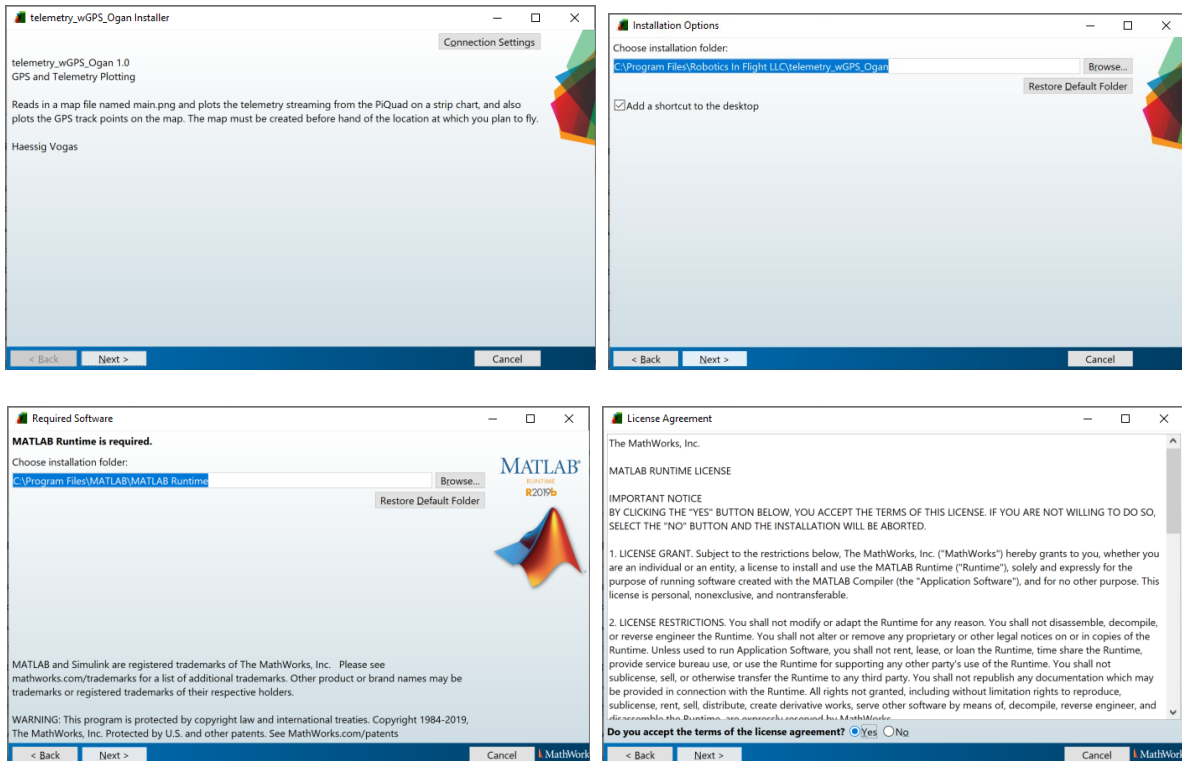 telemetry_wGPS_Ogan Installer
Connection Settings
telemetry_wGPS_Ogan 1.0
GPS and Telemetry Plotting
Reads in a map file named main.png and plots the telemetry streaming from the PiQuad on a strip chart, and also
plots the GPS track points on the map. The map must be created before hand of the location at which you plan to fly.
Haessig Vogas
< Back
Next >
Cancel
Installation Options
Choose installation folder:
C:\Program Files\Robotics In Flight LLC\telemetry_wGPS_Ogan
Browse...
Restore Default Folder
Add a shortcut to the desktop
< Back
Next >
Cancel
Required Software
MATLAB Runtime is required.
Choose installation folder:
C:\Program Files\MATLAB\MATLAB Runtime
Browse...
Restore Default Folder
MATLAB®
RUNTIME
R2019b
MATLAB and Simulink are registered trademarks of The MathWorks, Inc. Please see
mathworks.com/trademarks for a list of additional trademarks. Other product or brand names may be
trademarks or registered trademarks of their respective holders.
WARNING: This program is protected by copyright law and international treaties. Copyright 1984-2019,
The MathWorks, Inc. Protected by U.S. and other patents. See MathWorks.com/patents
< Back
Next >
Cancel
MathWork
License Agreement
The MathWorks, Inc.
MATLAB RUNTIME LICENSE
IMPORTANT NOTICE
BY CLICKING THE "YES" BUTTON BELOW, YOU ACCEPT THE TERMS OF THIS LICENSE. IF YOU ARE NOT WILLING TO DO SO,
SELECT THE "NO" BUTTON AND THE INSTALLATION WILL BE ABORTED.
1. LICENSE GRANT. Subject to the restrictions below, The MathWorks, Inc. ("MathWorks") hereby grants to you, whether you
are an individual or an entity, a license to install and use the MATLAB Runtime ("Runtime"), solely and expressly for the
purpose of running software created with the MATLAB Compiler (the "Application Software"), and for no other purpose. This
license is personal, nonexclusive, and nontransferable.
2. LICENSE RESTRICTIONS. You shall not modify or adapt the Runtime for any reason. You shall not disassemble, decompile,
or reverse engineer the Runtime. You shall not alter or remove any proprietary or other legal notices on or in copies of the
Runtime. Unless used to run Application Software, you shall not rent, lease, or loan the Runtime, time share the Runtime,
provide service bureau use, or use the Runtime for supporting any other party's use of the Runtime. You shall not
sublicense, sell, or otherwise transfer the Runtime to any third party. You shall not republish any documentation which may
be provided in connection with the Runtime. All rights not granted, including without limitation rights to reproduce,
sublicense, rent, sell, distribute, create derivative works, serve other software by means of, decompile, reverse engineer, and
disassemble the Runtime, are expressly reserved by MathWorks
Do you accept the terms of the license agreement? Yes No
< Back
Next >
Cancel
MathWork